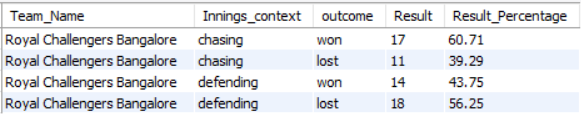 Team_Name Innings_context outcome Result Result_Percentage
Royal Challengers Bangalore chasing won 17 60.71
Royal Challengers Bangalore chasing lost 11 39.29
Royal Challengers Bangalore defending won 14 43.75
Royal Challengers Bangalore defending lost 18 56.25